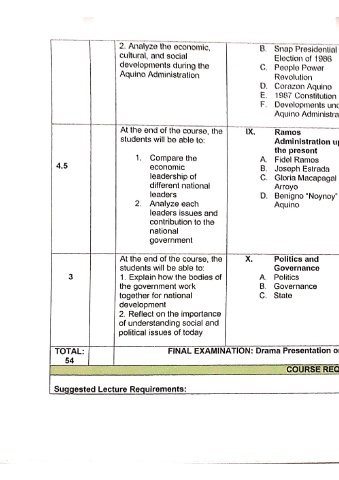 2. Analyze the economic,
cultural, and social
developments during the
Aquino Administration
B. Snap Presidential
Election of 1986
C. People Power
Revolution
D. Corazon Aquino
E. 1987 Constitution
F. Developments und
Aquino Administra
4.5
At the end of the course, the
students will be able to:
1. Compare the
economic
leadership of
different national
leaders
2. Analyze each
leaders issues and
contribution to the
national
government
IX. Ramos
Administration up
the present
A. Fidel Ramos
B. Joseph Estrada
C. Gloria Macapagal
Arroyo
D. Benigno "Noynoy"
Aquino
3
At the end of the course, the
students will be able to:
1. Explain how the bodies of
the government work
together for national
development
2. Reflect on the importance
of understanding social and
political issues of today
X. Politics and
Governance
A. Politics
B. Governance
C. State
TOTAL:
54
FINAL EXAMINATION: Drama Presentation o
COURSE REQ
Suggested Lecture Requirements: